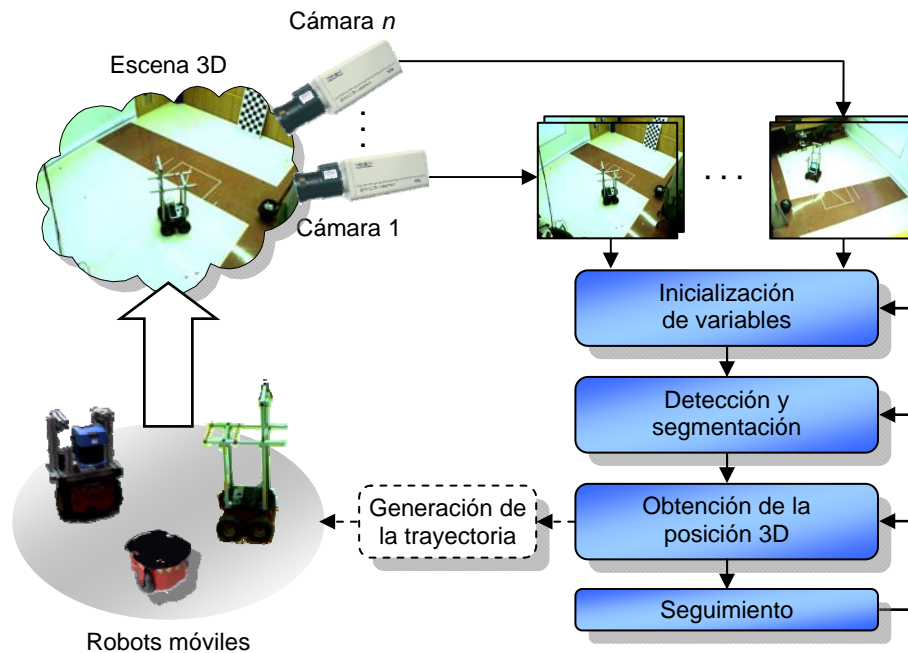 Cámara n
Escena 3D
Cámara 1
Inicialización
de variables
Detección y
segmentación
Obtención de la
posición 3D
Generación de
la trayectoria
Seguimiento
Robots móviles